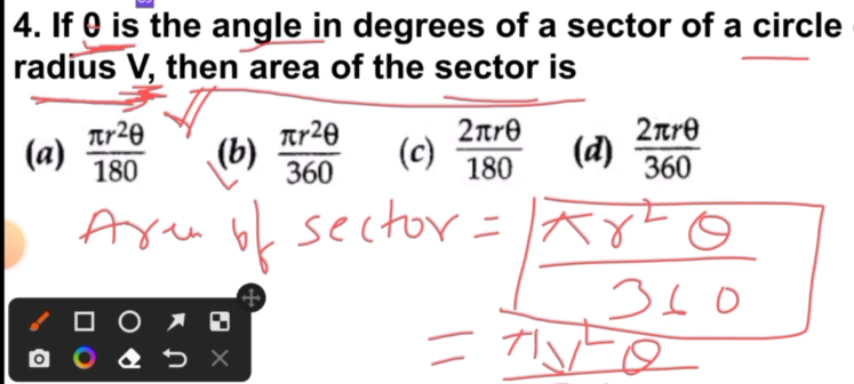 4. If θ is the angle in degrees of a sector of a circle
radius V, then area of the sector is
(a) πr2θ/180 (b) πr2θ/360 (c) 2πrθ/180 (d) 2πrθ/360
Area of sector = πr²θ/360
= πr²θ